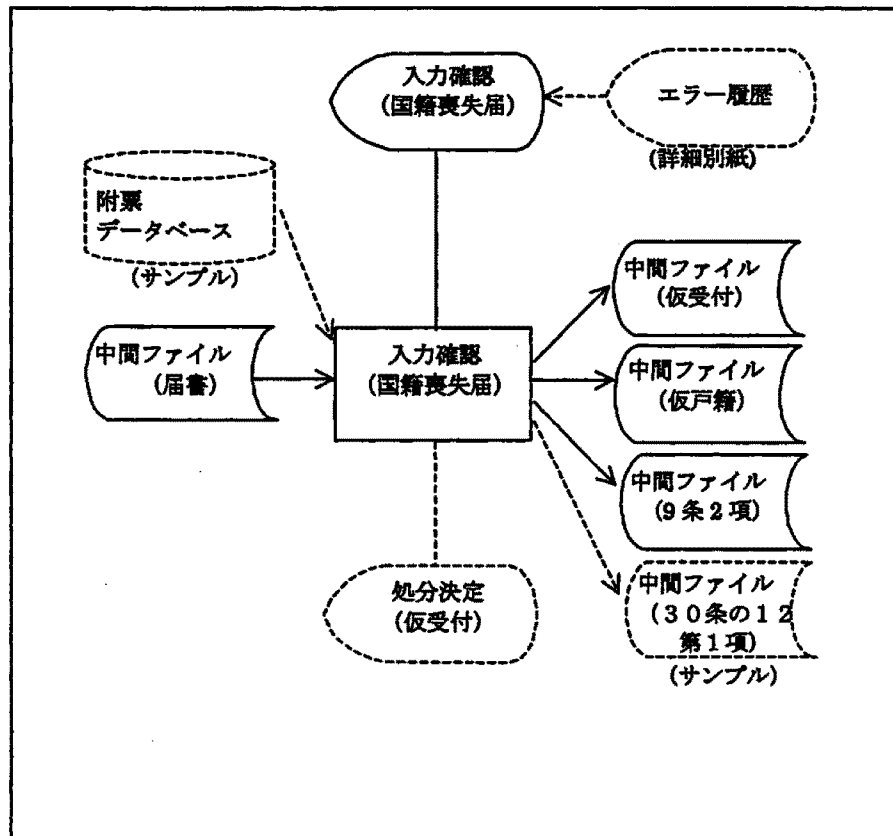 入力確認
(国籍喪失届)
エラー履歴
(詳細別紙)
附票
データベース
(サンプル)
中間ファイル
(仮受付)
中間ファイル
(届書)
入力確認
(国籍喪失届)
中間ファイル
(仮戸籍)
中間ファイル
(9条2項)
処分決定
(仮受付)
中間ファイル
(30条の12
第1項)
(サンプル)